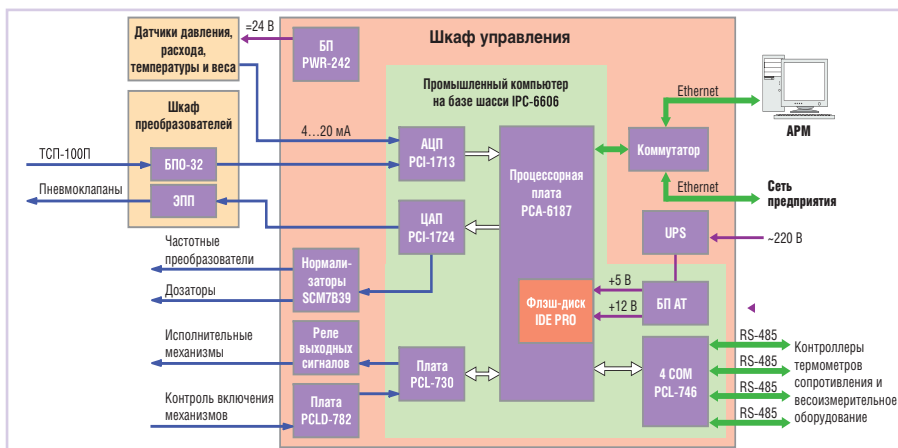 Датчики давления,
расхода,
температуры и веса
=24 В
БП
PWR-242
Шкаф управления
Промышленный компьютер
на базе шасси IPC-6606
Шкаф
преобразователей
4...20 мА
ТСП-100П
БПО-32
АЦП
PCI-1713
Процессорная
плата
PCA-6187
Коммутатор
Ethernet
АРМ
Ethernet
Сеть
предприятия
Пневмоклапаны
ЭПП
ЦАП
PCI-1724
UPS
~220 В
Частотные
преобразователи
Дозаторы
Нормали-
заторы
SCM7B39
Флэш-диск
IDE PRO
+5 В
+12 В
БП АТ
Исполнительные
механизмы
Реле
выходных
сигналов
Плата
PCL-730
4 COM
PCL-746
RS-485
RS-485
RS-485
RS-485
Контроллеры
термометров
сопротивления и
весоизмерительное
оборудование
Контроль включения
механизмов
Плата
PCLD-782